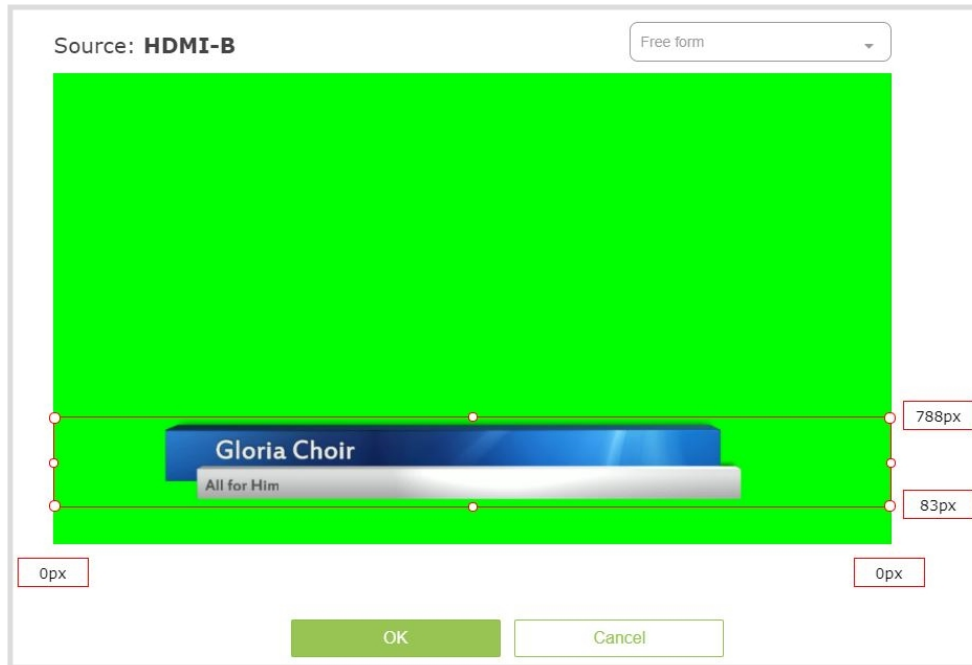 Source: HDMI-B
Free form
Gloria Choir
All for Him
788px
83px
0px
0px
OK
Cancel